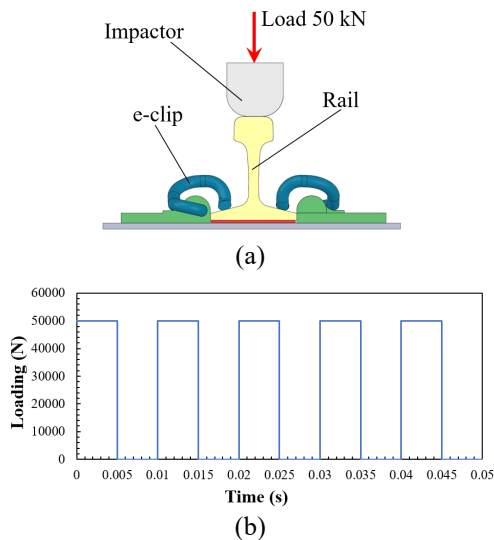 Load 50 kN
Impactor
Rail
e-clip
(a)
60000
50000
40000
30000
20000
10000
0
Loading (N)
0 0.005 0.01 0.015 0.02 0.025 0.03 0.035 0.04 0.045 0.05
Time (s)
(b)